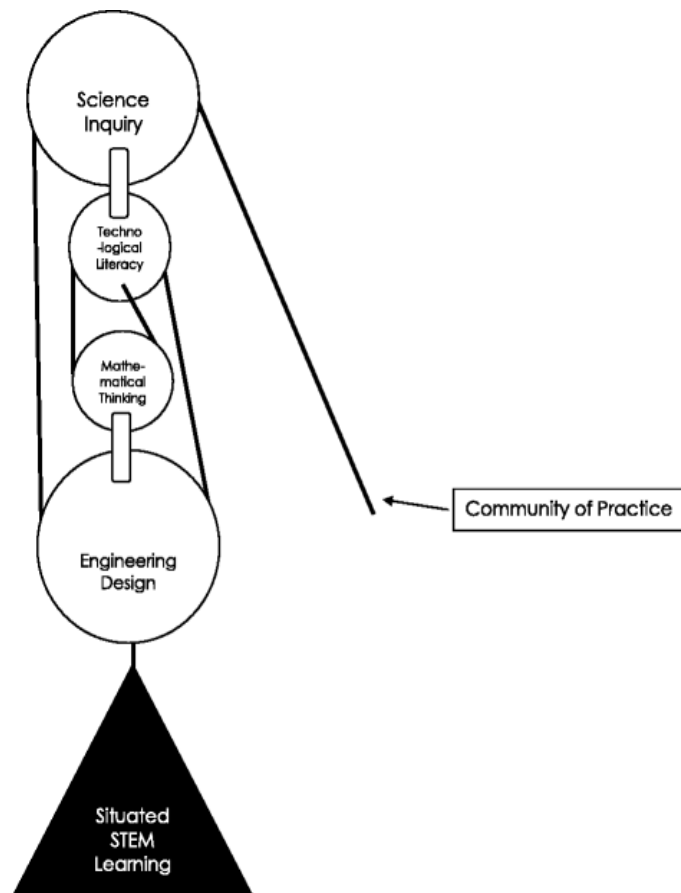 Science
Inquiry
Techno
-logical
Literacy
Mathe-
matical
Thinking
Community of Practice
Engineering
Design
Situated
STEM
Learning